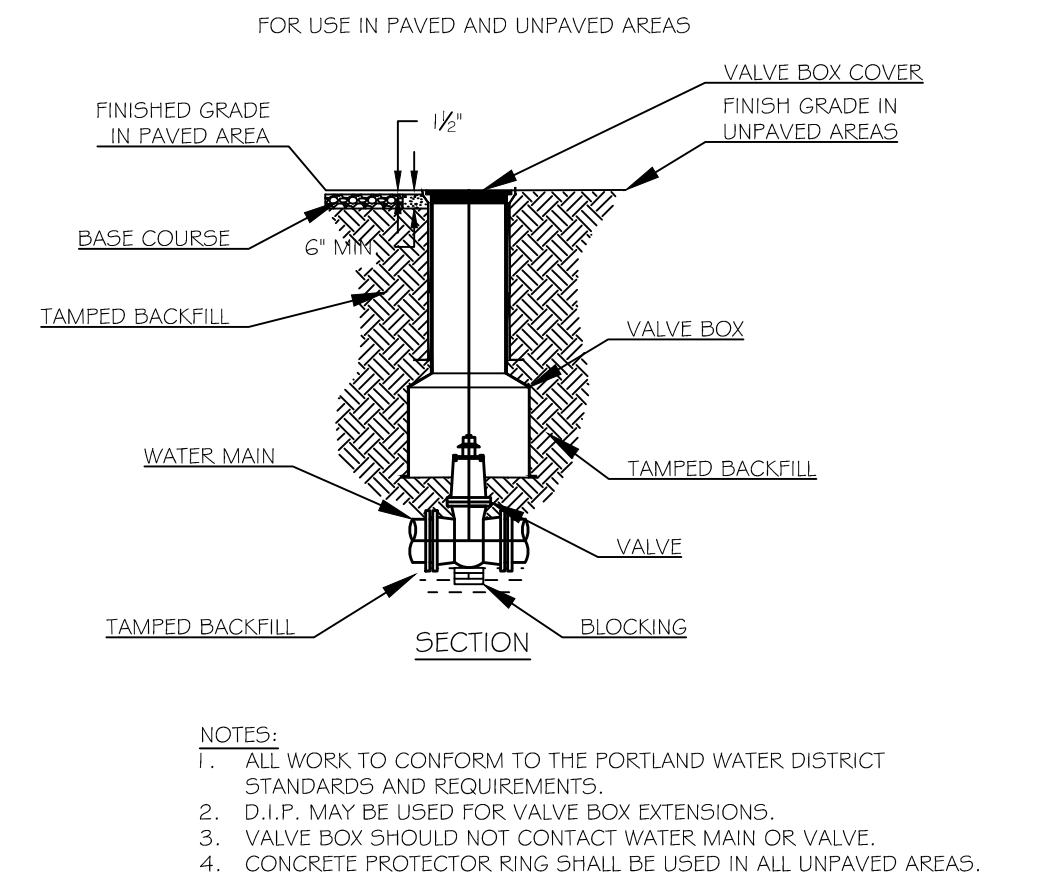 FOR USE IN PAVED AND UNPAVED AREAS
VALVE BOX COVER
FINISHED GRADE
IN PAVED AREA
1½"
FINISH GRADE IN
UNPAVED AREAS
BASE COURSE
6" MIN
TAMPED BACKFILL
VALVE BOX
WATER MAIN
TAMPED BACKFILL
VALVE
TAMPED BACKFILL
BLOCKING
SECTION
NOTES:
1. ALL WORK TO CONFORM TO THE PORTLAND WATER DISTRICT
STANDARDS AND REQUIREMENTS.
2. D.I.P. MAY BE USED FOR VALVE BOX EXTENSIONS.
3. VALVE BOX SHOULD NOT CONTACT WATER MAIN OR VALVE.
4. CONCRETE PROTECTOR RING SHALL BE USED IN ALL UNPAVED AREAS.